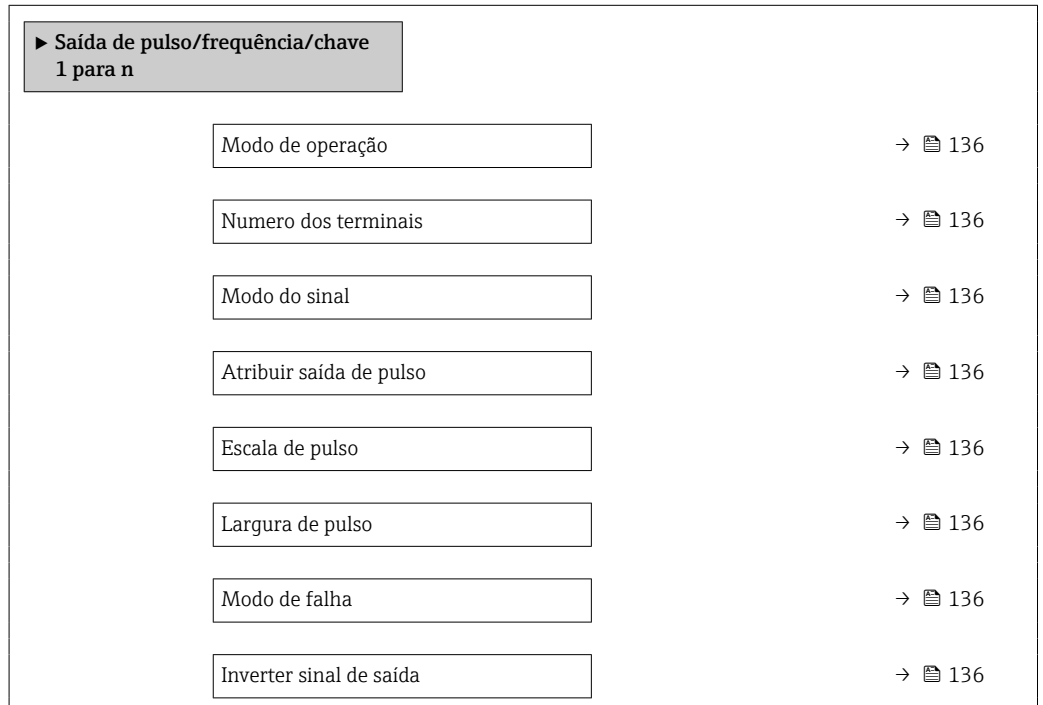 ► Saída de pulso/frequência/chave
1 para n
Modo de operação → 136
Numero dos terminais → 136
Modo do sinal → 136
Atribuir saída de pulso → 136
Escala de pulso → 136
Largura de pulso → 136
Modo de falha → 136
Inverter sinal de saída → 136